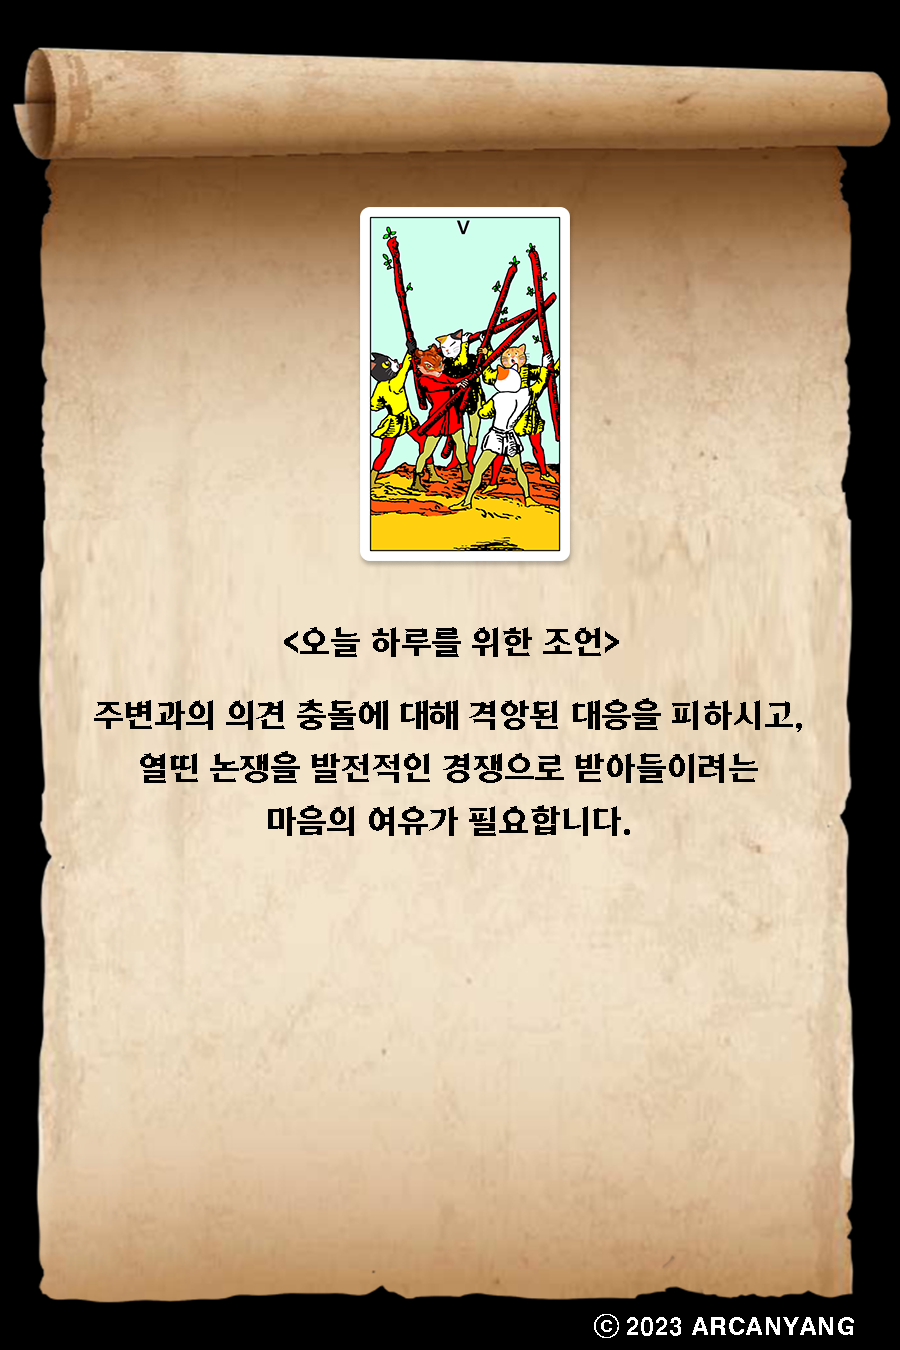 V
<오늘 하루를 위한 조언>
주변과의 의견 충돌에 대해 격앙된 대응을 피하시고,
열띤 논쟁을 발전적인 경쟁으로 받아들이려는
마음의 여유가 필요합니다.
© 2023 ARCANYANG